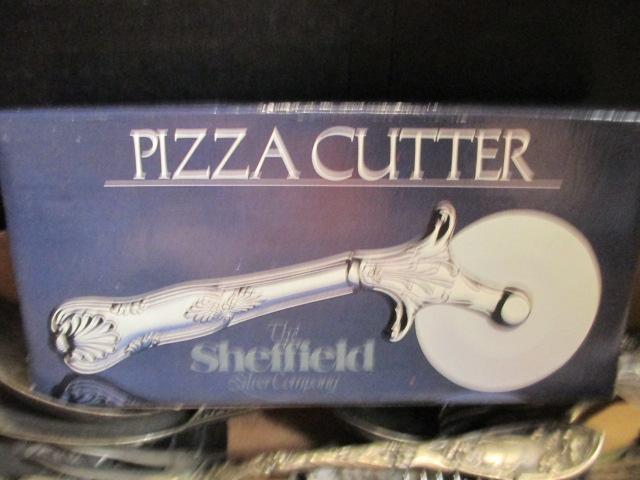 PIZZA CUTTER
The
Sheffield
Silver Company